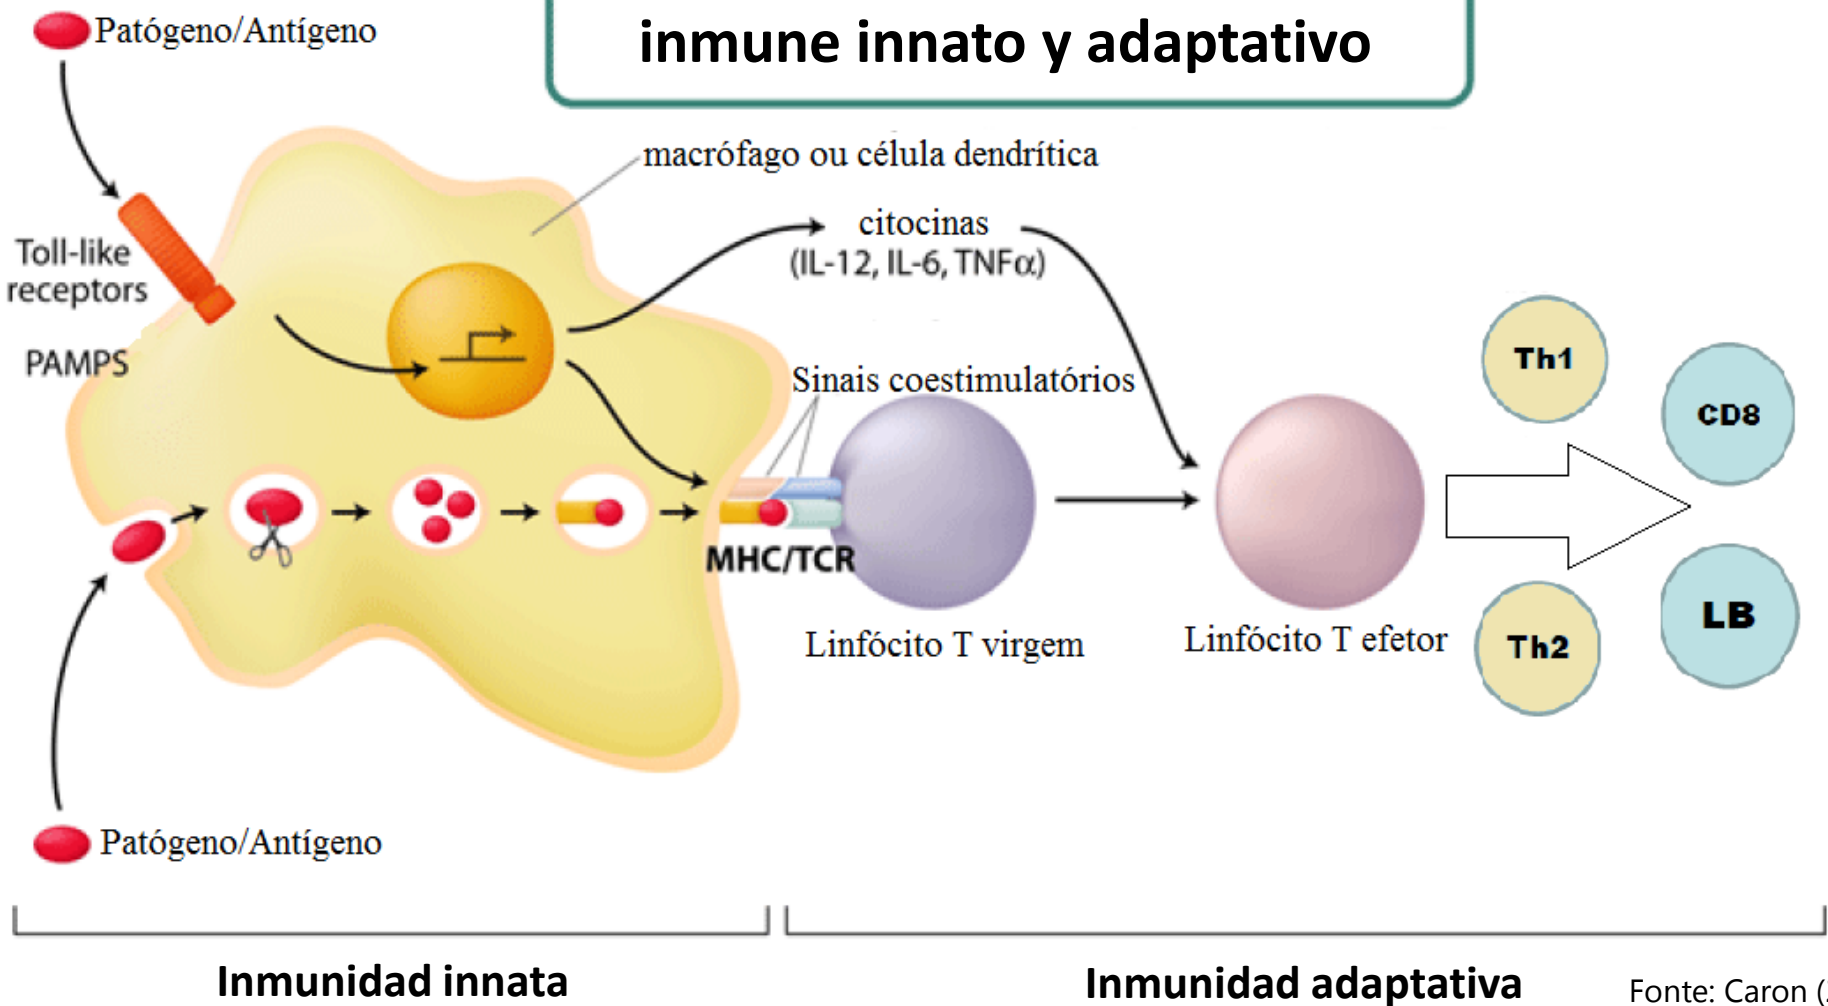 inmune innato y adaptativo
Patógeno/Antígeno
macrófago ou célula dendrítica
citocinas
(IL-12, IL-6, TNFα)
Toll-like
receptors
PAMPS
Sinais coestimulatórios
MHC/TCR
Linfócito T virgem
Linfócito T efetor
Th1
CD8
Th2
LB
Patógeno/Antígeno
Inmunidad innata
Inmunidad adaptativa
Fonte: Caron (